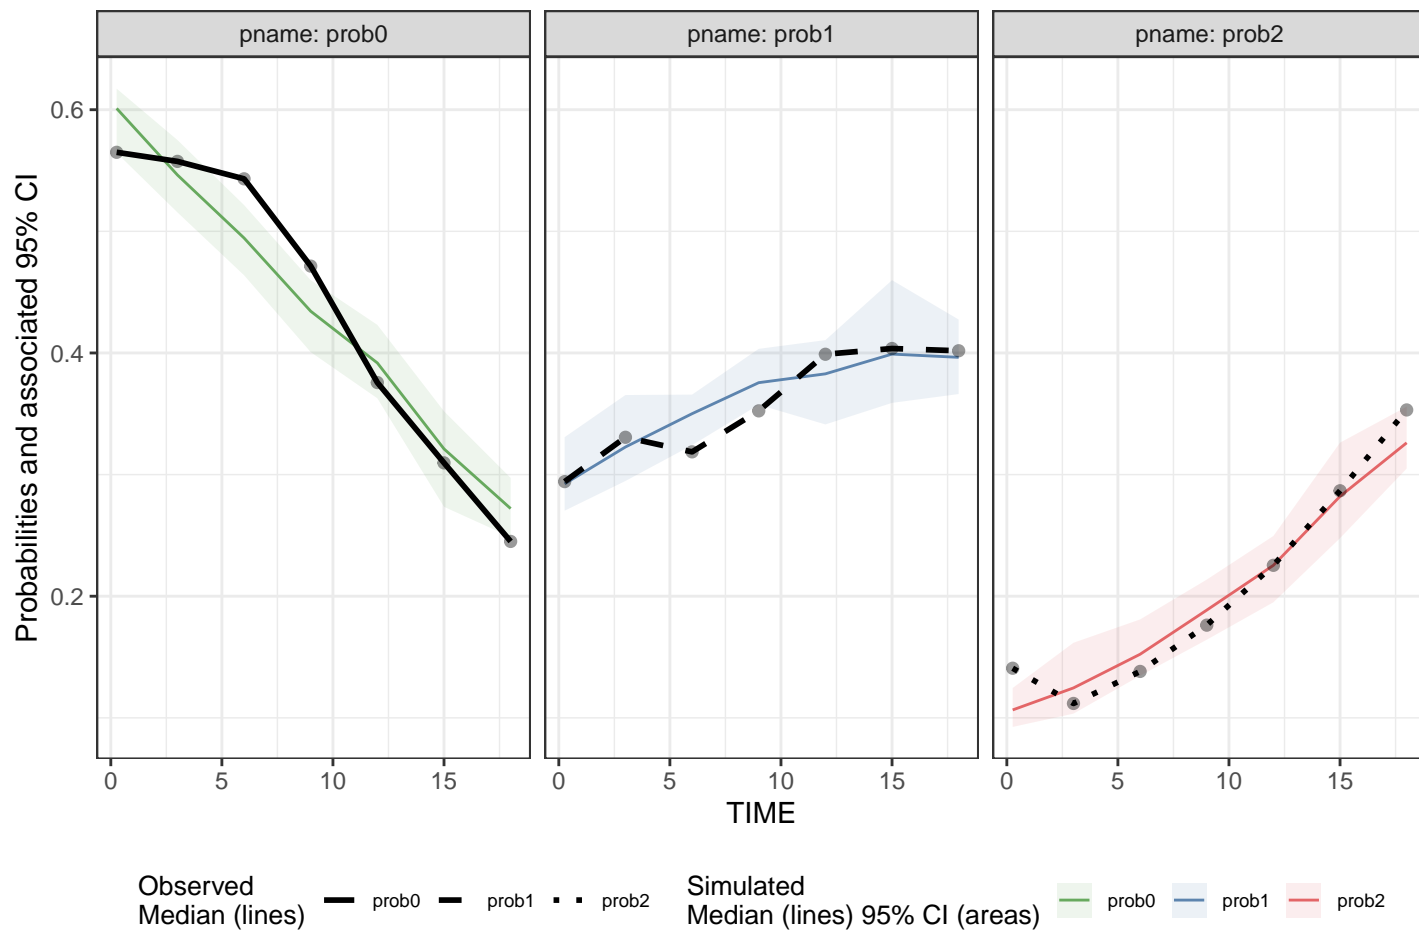 pname: prob0
pname: prob1
pname: prob2
Probabilities and associated 95% CI
0.6
0.4
0.2
0 5 10 15
0 5 10 15
0 5 10 15
TIME
Observed
Median (lines)
prob0 prob1 prob2
Simulated
Median (lines) 95% CI (areas)
prob0 prob1 prob2